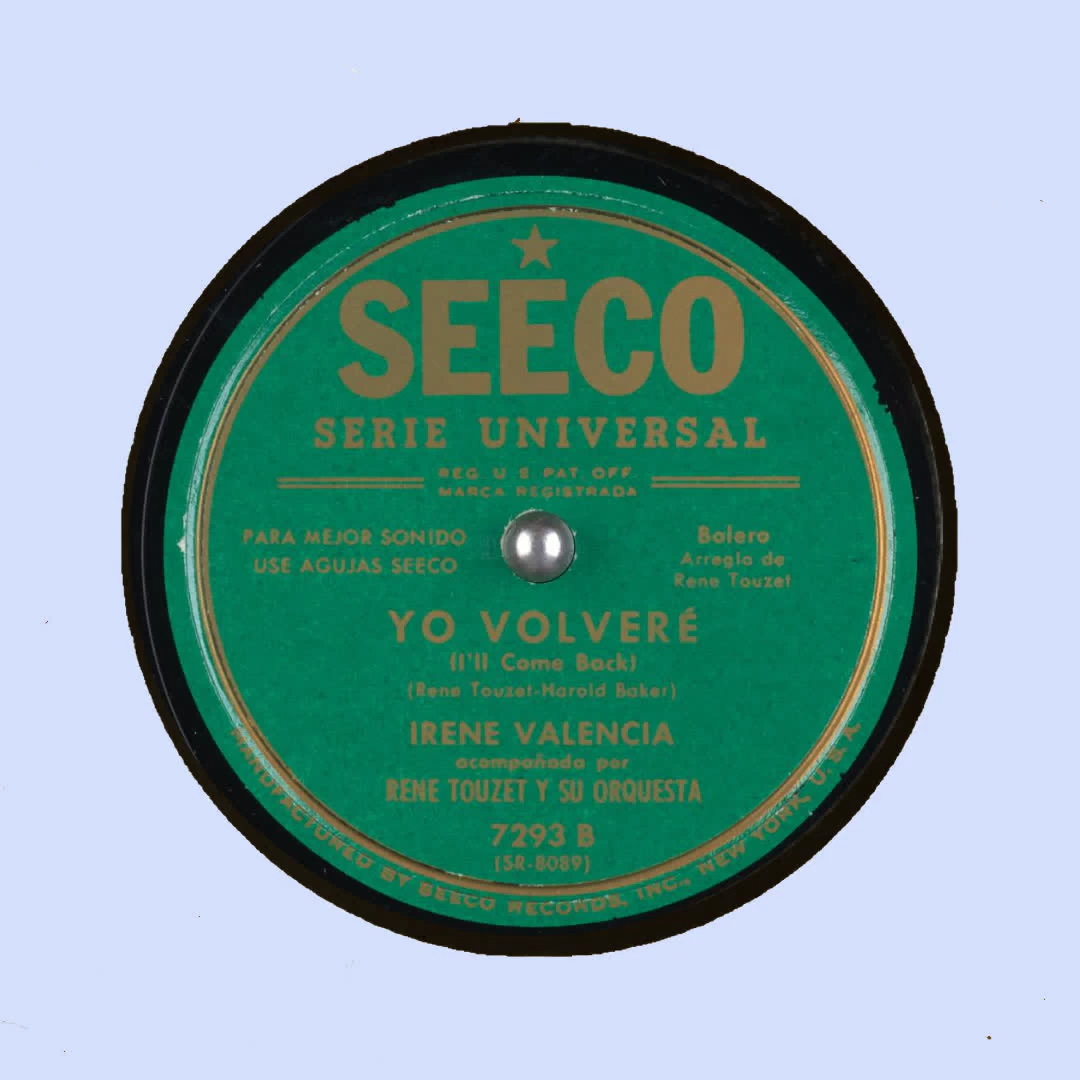 SEECO
SERIE UNIVERSAL
REG. U S PAT. OFF.
MARCA REGISTRADA
PARA MEJOR SONIDO
USE AGUJAS SEECO
Bolero
Arreglo de
Rene Touzet
YO VOLVERÉ
(I'll Come Back)
(Rene Touzet-Harold Baker)
IRENE VALENCIA
acompañada por
RENE TOUZET Y SU ORQUESTA
7293 B
(SR-8089)
MANUFACTURED BY SEECO RECORDS, INC., NEW YORK, U.S.A.